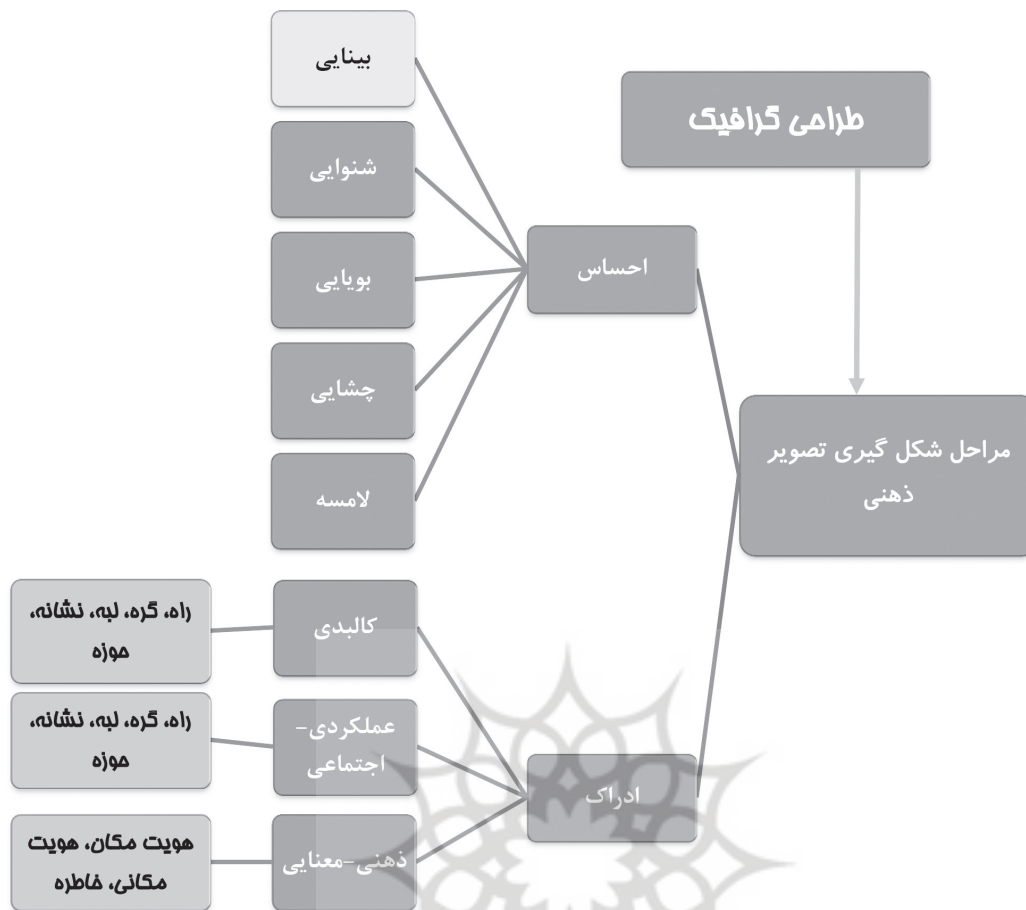 طراحی گرافیک
مراحل شکل گیری تصویر
ذهنی
احساس
بینایی
شنوایی
بویایی
چشایی
لامسه
ادراک
کالبدی
راه، گره، لبه، نشانه،
حوزه
عملکردی-
اجتماعی
راه، گره، لبه، نشانه،
حوزه
ذهنی-معنایی
هویت مکان، هویت
مکانی، خاطره